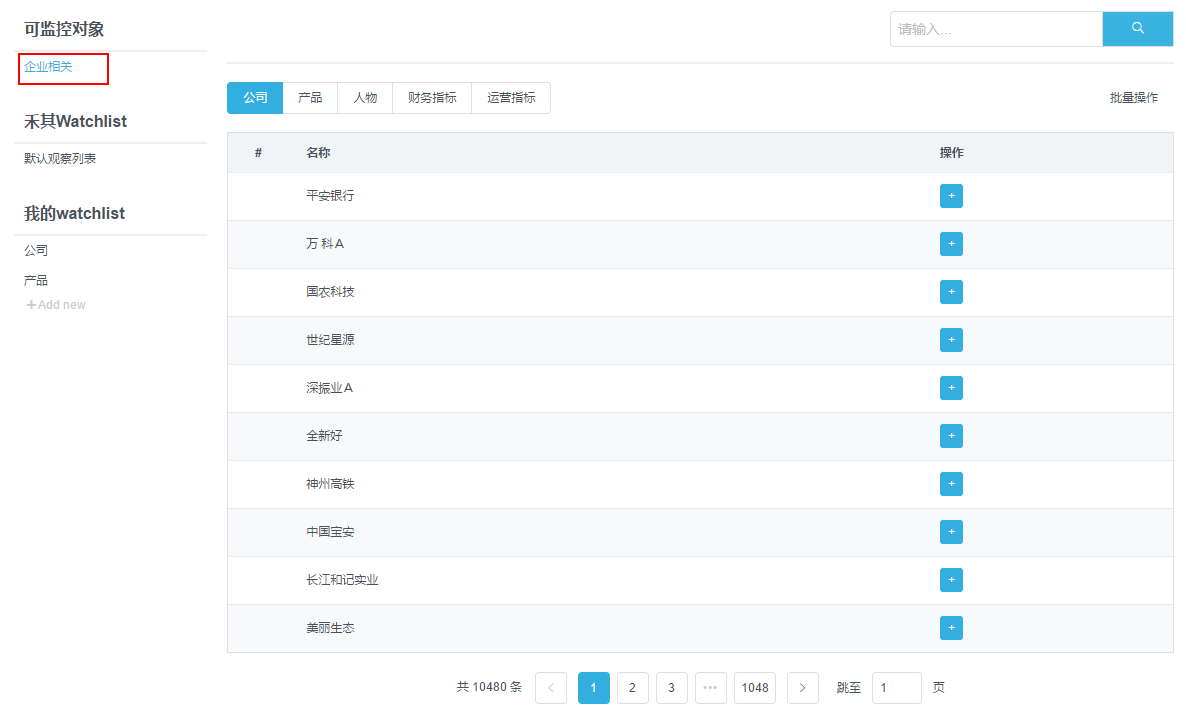 可监控对象
企业相关
禾其Watchlist
默认观察列表
我的watchlist
公司
产品
+Add new
请输入...
公司 产品 人物 财务指标 运营指标 批量操作
# 名称 操作
平安银行 +
万 科A +
国农科技 +
世纪星源 +
深振业A +
全新好 +
神州高铁 +
中国宝安 +
长江和记实业 +
美丽生态 +
共 10480 条 < 1 2 3 ••• 1048 > 跳至 1 页